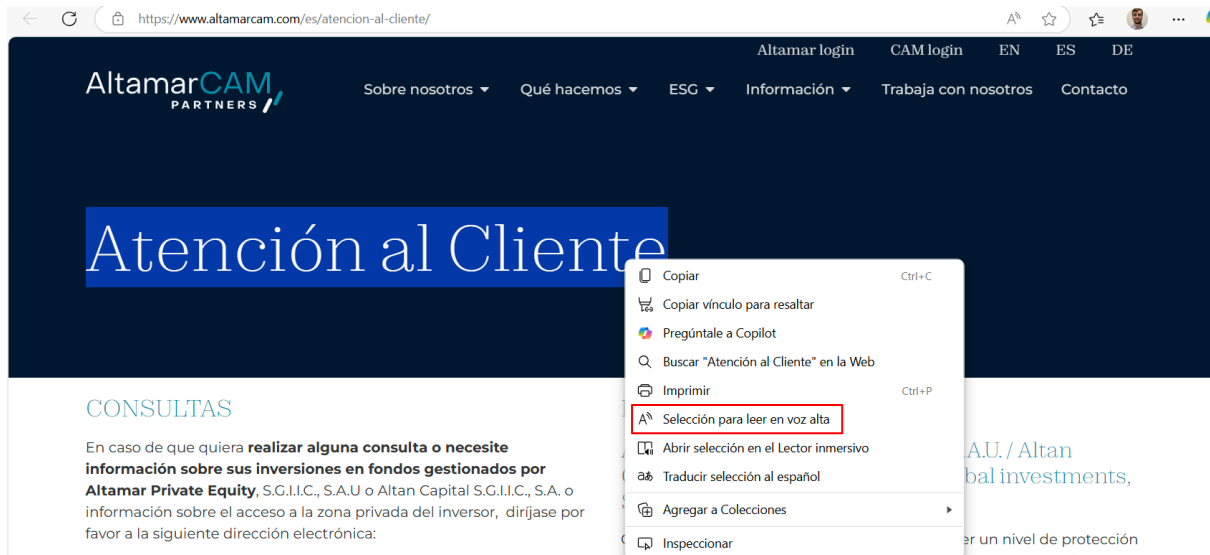 https://www.altamarcam.com/es/atencion-al-cliente/
Altamar login CAM login EN ES DE
AltamarCAM
PARTNERS
Sobre nosotros Qué hacemos ESG Información Trabaja con nosotros Contacto
Atención al Cliente
Copiar Ctrl+C
Copiar vínculo para resaltar
Pregúntale a Copilot
Buscar "Atención al Cliente" en la Web
Imprimir Ctrl+P
Selección para leer en voz alta
Abrir selección en el Lector inmersivo
Traducir selección al español
Agregar a Colecciones
Inspeccionar
CONSULTAS
En caso de que quiera realizar alguna consulta o necesite
información sobre sus inversiones en fondos gestionados por
Altamar Private Equity, S.G.I.I.C., S.A.U o Altan Capital S.G.I.I.C., S.A. o
información sobre el acceso a la zona privada del inversor, diríjase por
favor a la siguiente dirección electrónica:
A.U. / Altan
bal investments,
er un nivel de protección